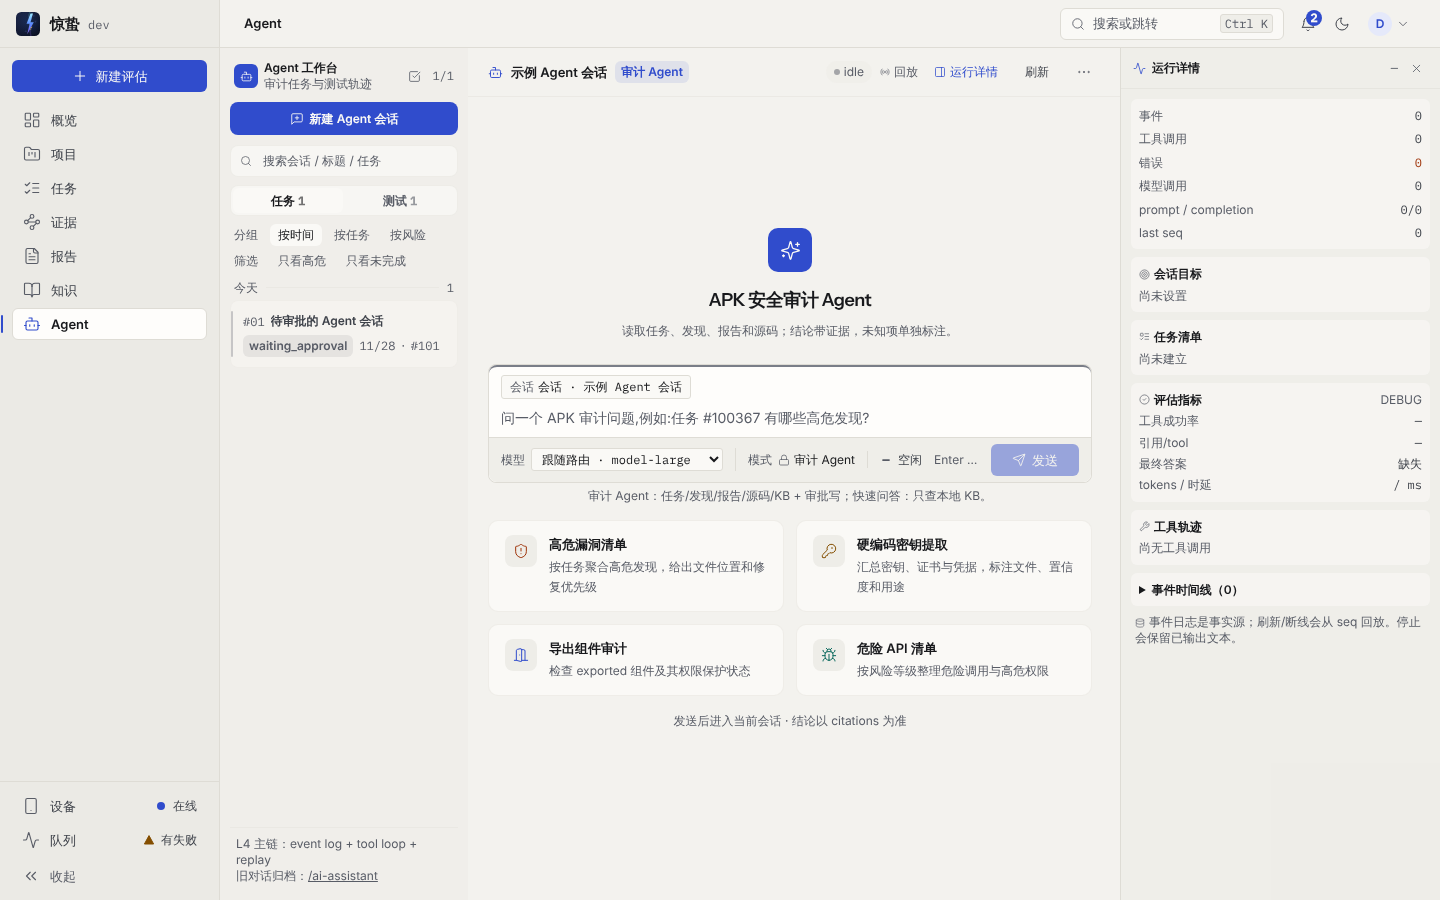 惊蛰 dev
Agent
搜索或跳转 Ctrl K
2
D
新建评估
概览
项目
任务
证据
报告
知识
Agent
设备 在线
队列 有失败
收起
Agent 工作台
审计任务与测试轨迹
1/1
新建 Agent 会话
搜索会话 / 标题 / 任务
任务 1 测试 1
分组 按时间 按任务 按风险
筛选 只看高危 只看未完成
今天 1
#01 待审批的 Agent 会话
waiting_approval 11/28 · #101
L4 主链：event log + tool loop +
replay
旧对话归档：/ai-assistant
示例 Agent 会话 审计 Agent
idle 回放 运行详情 刷新 ···
APK 安全审计 Agent
读取任务、发现、报告和源码；结论带证据，未知项单独标注。
会话 会话 · 示例 Agent 会话
问一个 APK 审计问题,例如:任务 #100367 有哪些高危发现?
模型 跟随路由 · model-large 模式 审计 Agent — 空闲 Enter ... 发送
审计 Agent：任务/发现/报告/源码/KB + 审批写；快速问答：只查本地 KB。
高危漏洞清单
按任务聚合高危发现，给出文件位置和修
复优先级
硬编码密钥提取
汇总密钥、证书与凭据，标注文件、置信
度和用途
导出组件审计
检查 exported 组件及其权限保护状态
危险 API 清单
按风险等级整理危险调用与高危权限
发送后进入当前会话 · 结论以 citations 为准
运行详情
事件 0
工具调用 0
错误 0
模型调用 0
prompt / completion 0/0
last seq 0
会话目标
尚未设置
任务清单
尚未建立
评估指标 DEBUG
工具成功率 —
引用/tool —
最终答案 缺失
tokens / 时延 / ms
工具轨迹
尚无工具调用
事件时间线（0）
事件日志是事实源；刷新/断线会从 seq 回放。停止
会保留已输出文本。